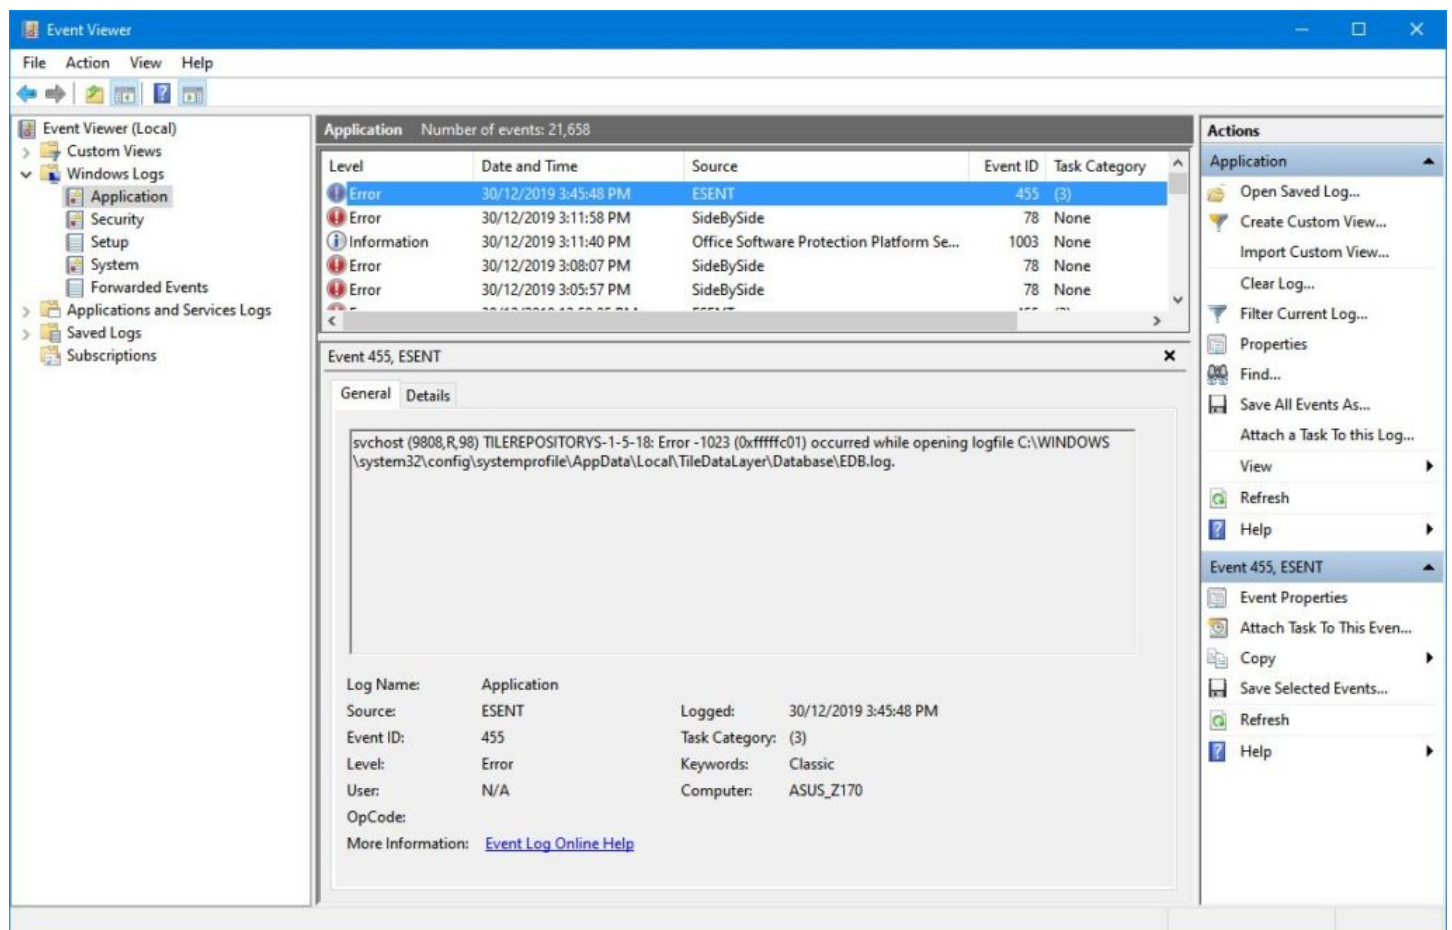 Event Viewer
File Action View Help
Event Viewer (Local)
Custom Views
Windows Logs
Application
Security
Setup
System
Forwarded Events
Applications and Services Logs
Saved Logs
Subscriptions
Application Number of events: 21,658
Level Date and Time Source Event ID Task Category
Error 30/12/2019 3:45:48 PM ESENT 455 (3)
Error 30/12/2019 3:11:58 PM SideBySide 78 None
Information 30/12/2019 3:11:40 PM Office Software Protection Platform Se... 1003 None
Error 30/12/2019 3:08:07 PM SideBySide 78 None
Error 30/12/2019 3:05:57 PM SideBySide 78 None
Event 455, ESENT
General Details
svchost (9808,R,98) TILEREPOSITORYS-1-5-18: Error -1023 (0xfffffc01) occurred while opening logfile C:\WINDOWS
\system32\config\systemprofile\AppData\Local\TileDataLayer\Database\EDB.log.
Log Name: Application
Source: ESENT Logged: 30/12/2019 3:45:48 PM
Event ID: 455 Task Category: (3)
Level: Error Keywords: Classic
User: N/A Computer: ASUS_Z170
OpCode:
More Information: Event Log Online Help
Actions
Application
Open Saved Log...
Create Custom View...
Import Custom View...
Clear Log...
Filter Current Log...
Properties
Find...
Save All Events As...
Attach a Task To this Log...
View
Refresh
Help
Event 455, ESENT
Event Properties
Attach Task To This Even...
Copy
Save Selected Events...
Refresh
Help